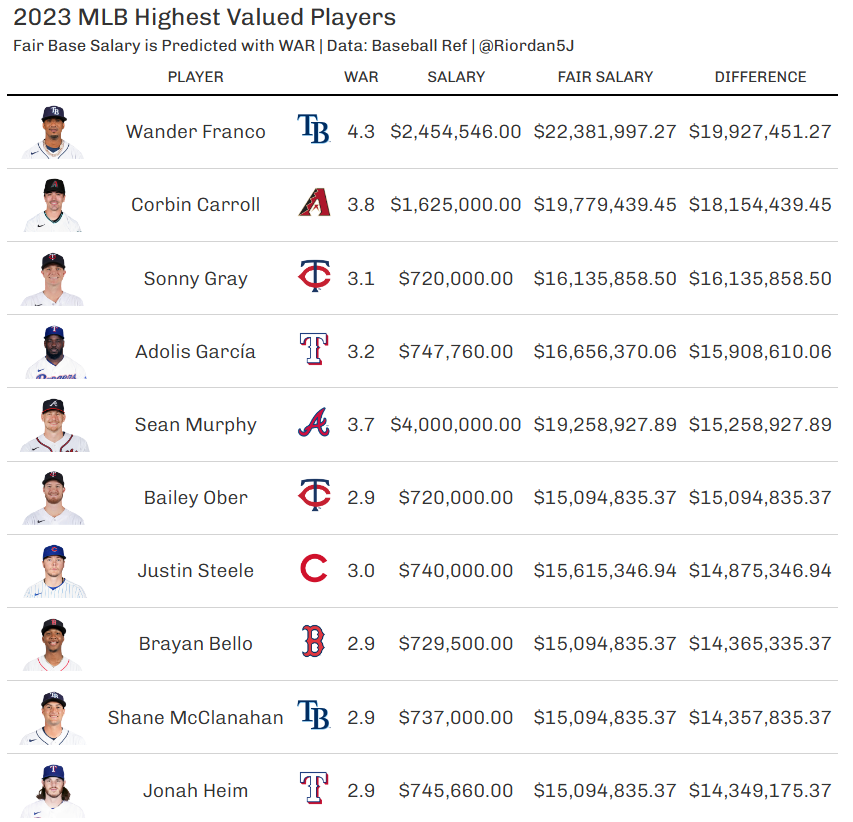 2023 MLB Highest Valued Players
Fair Base Salary is Predicted with WAR | Data: Baseball Ref | @Riordan5J
PLAYER WAR SALARY FAIR SALARY DIFFERENCE
Wander Franco TB 4.3 $2,454,546.00 $22,381,997.27 $19,927,451.27
Corbin Carroll A 3.8 $1,625,000.00 $19,779,439.45 $18,154,439.45
Sonny Gray TC 3.1 $720,000.00 $16,135,858.50 $16,135,858.50
Adolis García T 3.2 $747,760.00 $16,656,370.06 $15,908,610.06
Sean Murphy A 3.7 $4,000,000.00 $19,258,927.89 $15,258,927.89
Bailey Ober TC 2.9 $720,000.00 $15,094,835.37 $15,094,835.37
Justin Steele C 3.0 $740,000.00 $15,615,346.94 $14,875,346.94
Brayan Bello B 2.9 $729,500.00 $15,094,835.37 $14,365,335.37
Shane McClanahan TB 2.9 $737,000.00 $15,094,835.37 $14,357,835.37
Jonah Heim T 2.9 $745,660.00 $15,094,835.37 $14,349,175.37